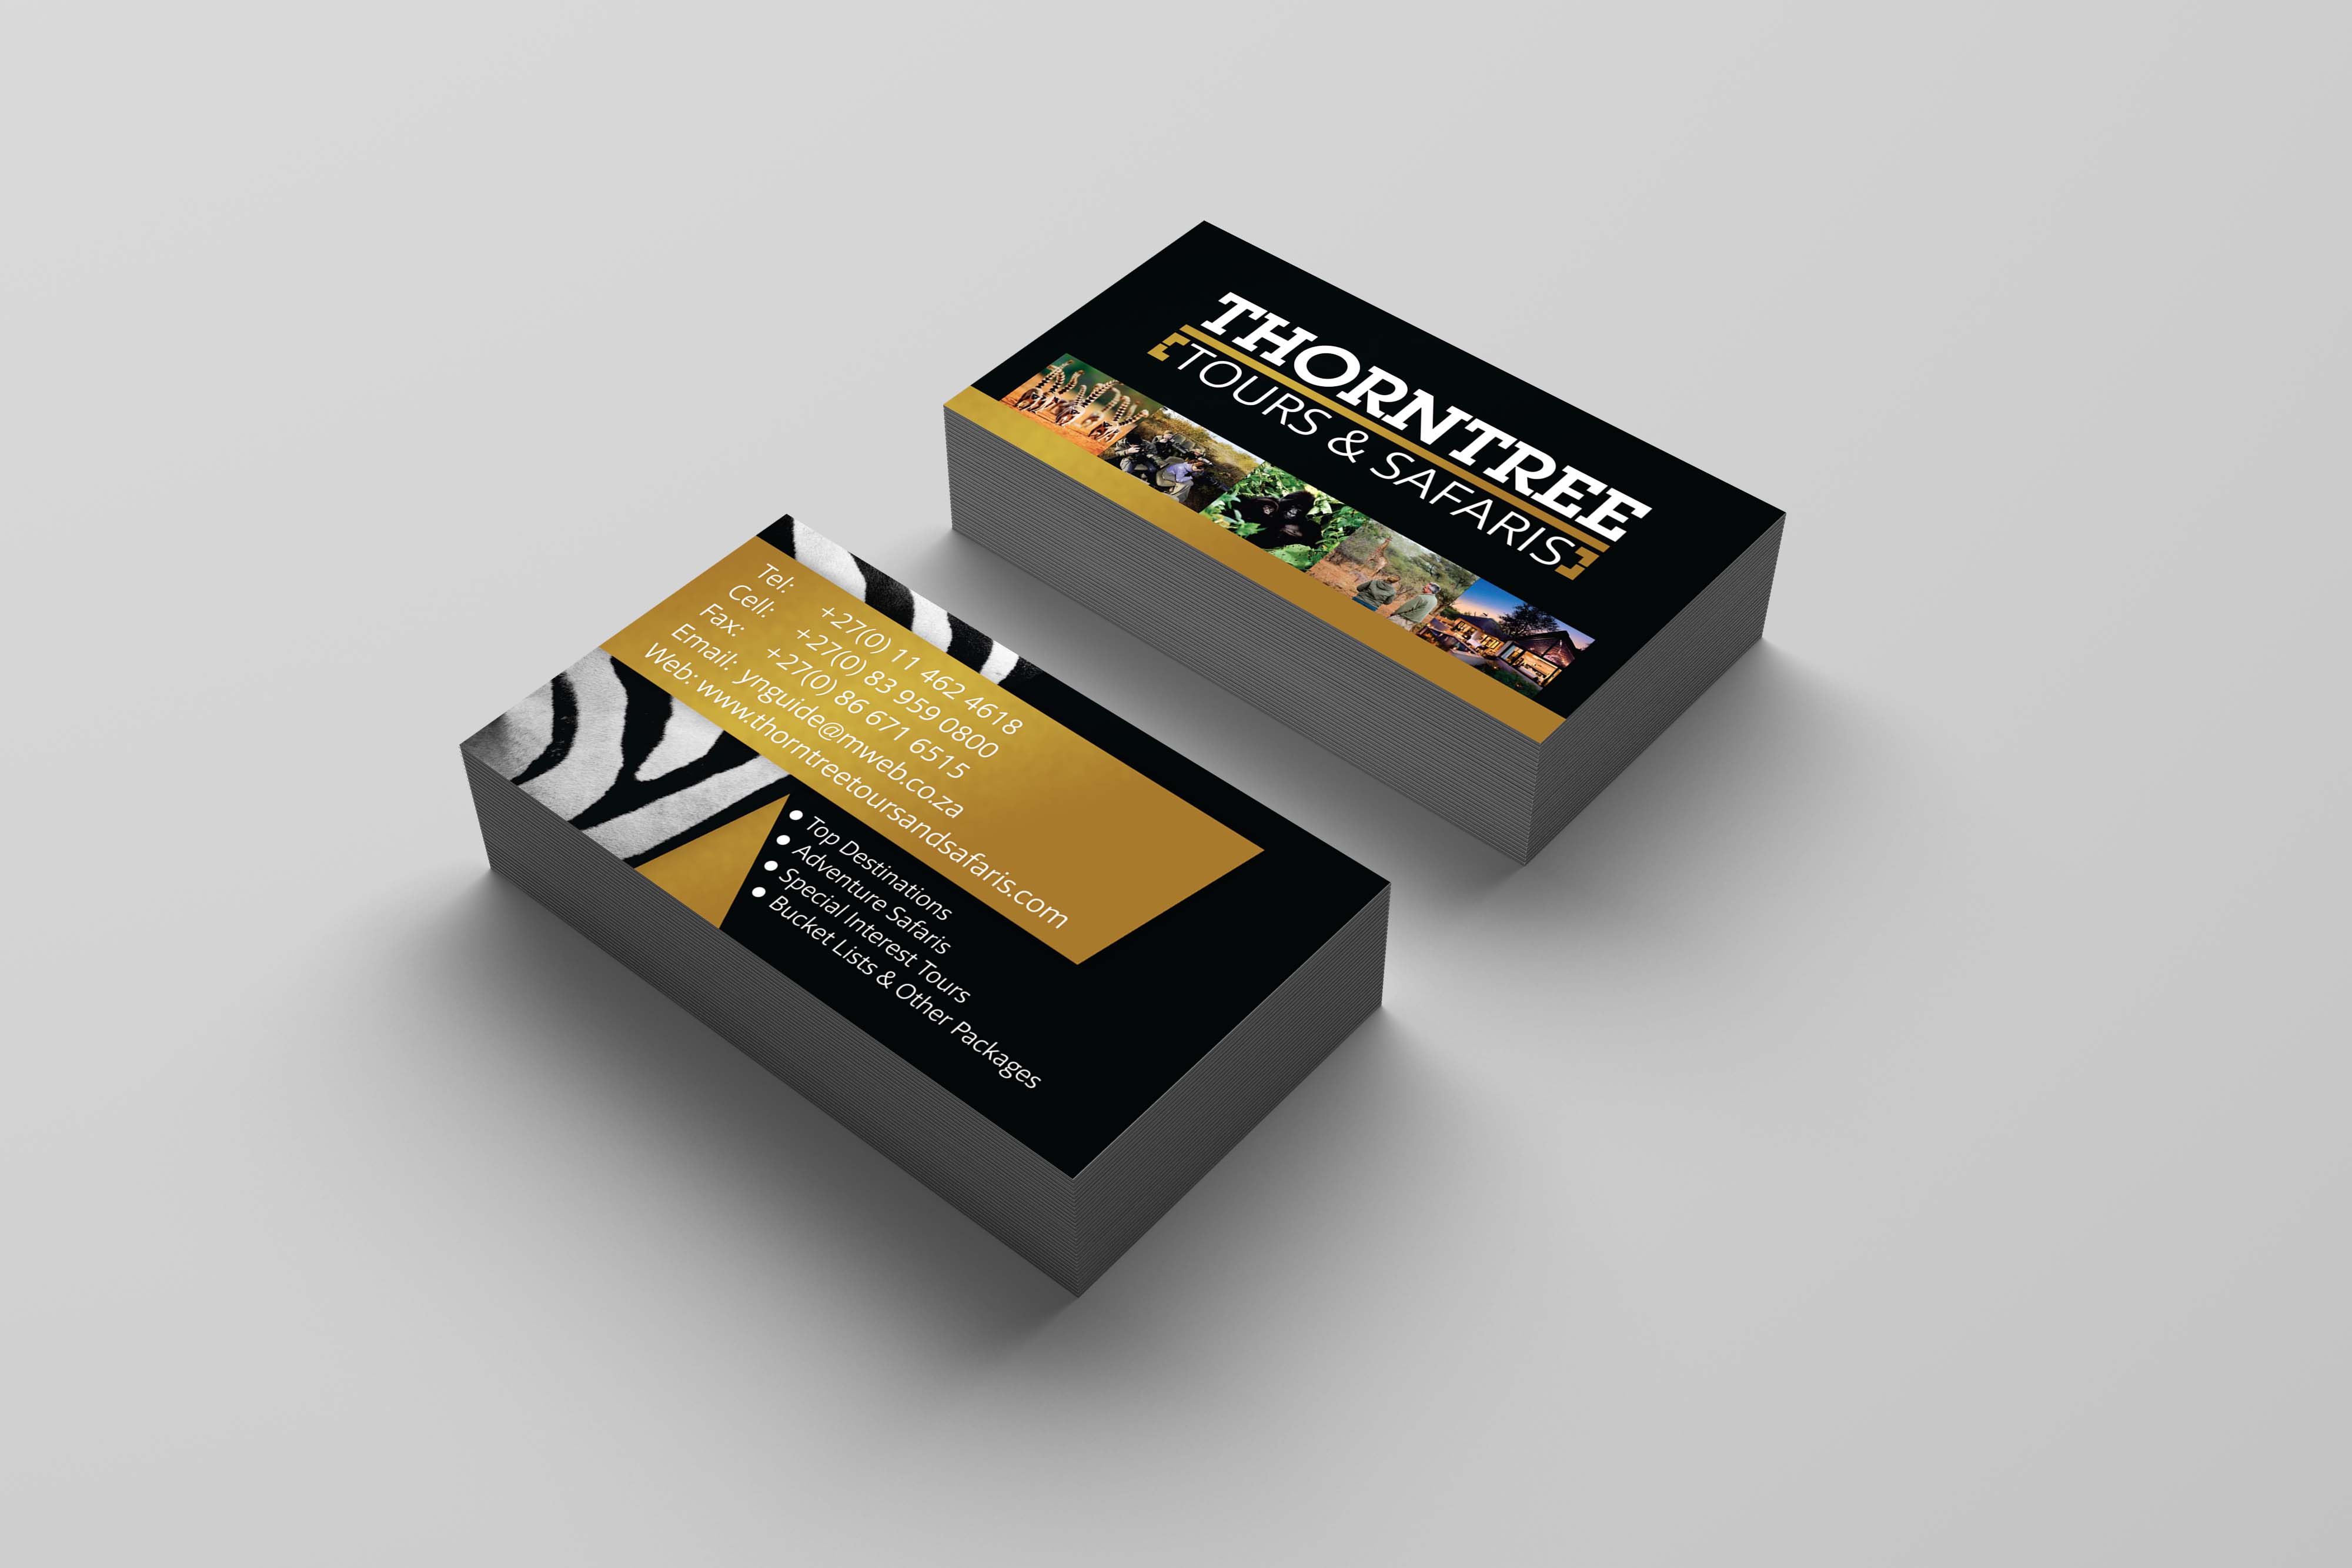 THORNTREE
TOURS & SAFARIS
Tel: +27(0) 11 462 4618
Cell: +27(0) 83 959 0800
Fax: +27(0) 86 671 6515
Email: ynguide@mweb.co.za
Web: www.thorntreetoursandsafaris.com
● Top Destinations
● Adventure Safaris
● Special Interest Tours
● Bucket Lists & Other Packages